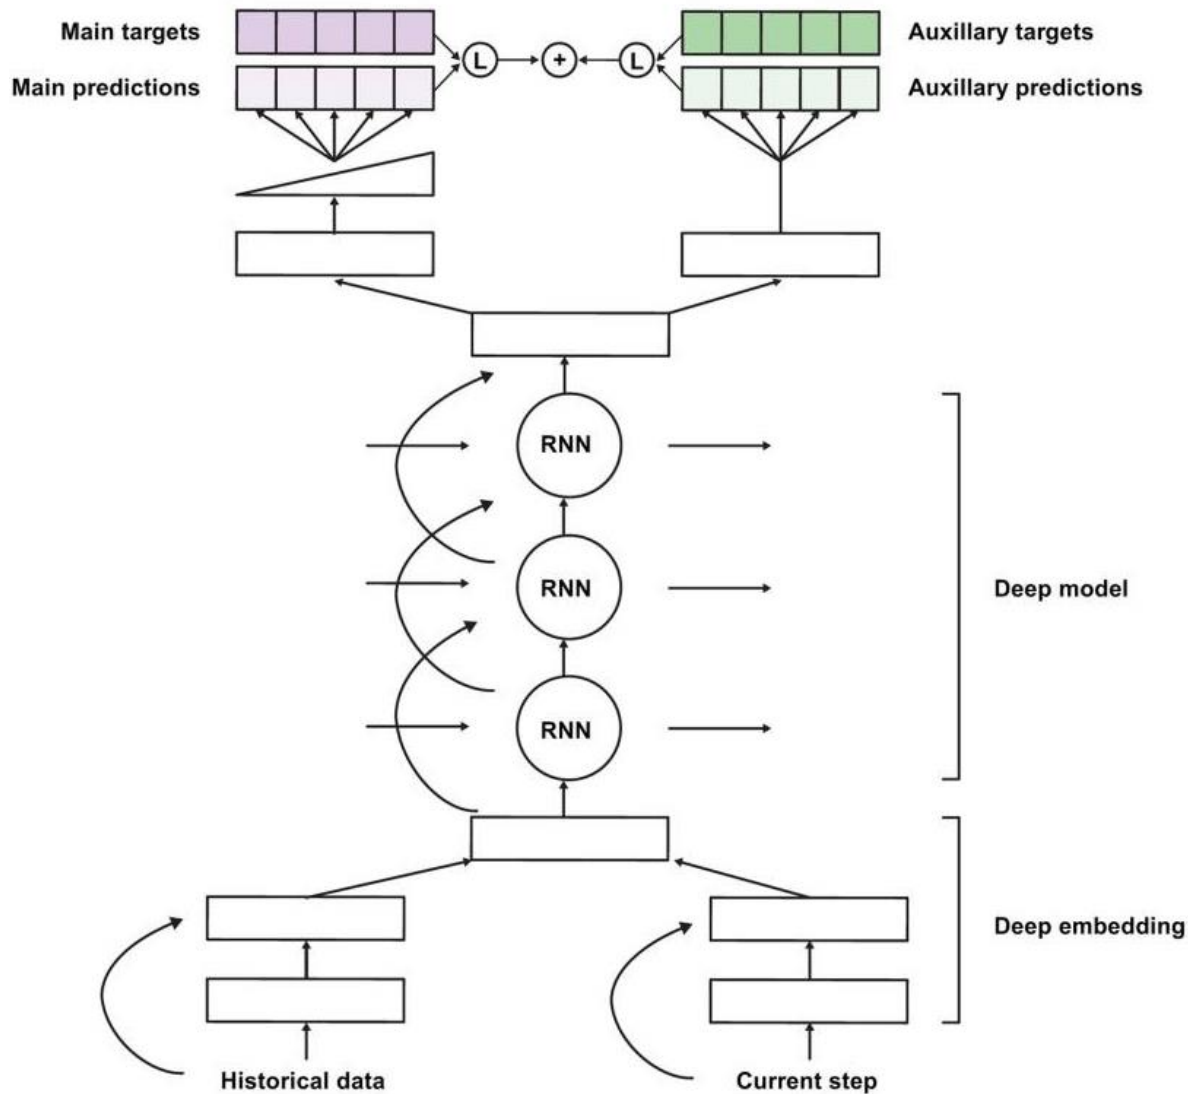 Main targets
Auxillary targets
L
+
L
Main predictions
Auxillary predictions
RNN
RNN
Deep model
RNN
Deep embedding
Historical data
Current step